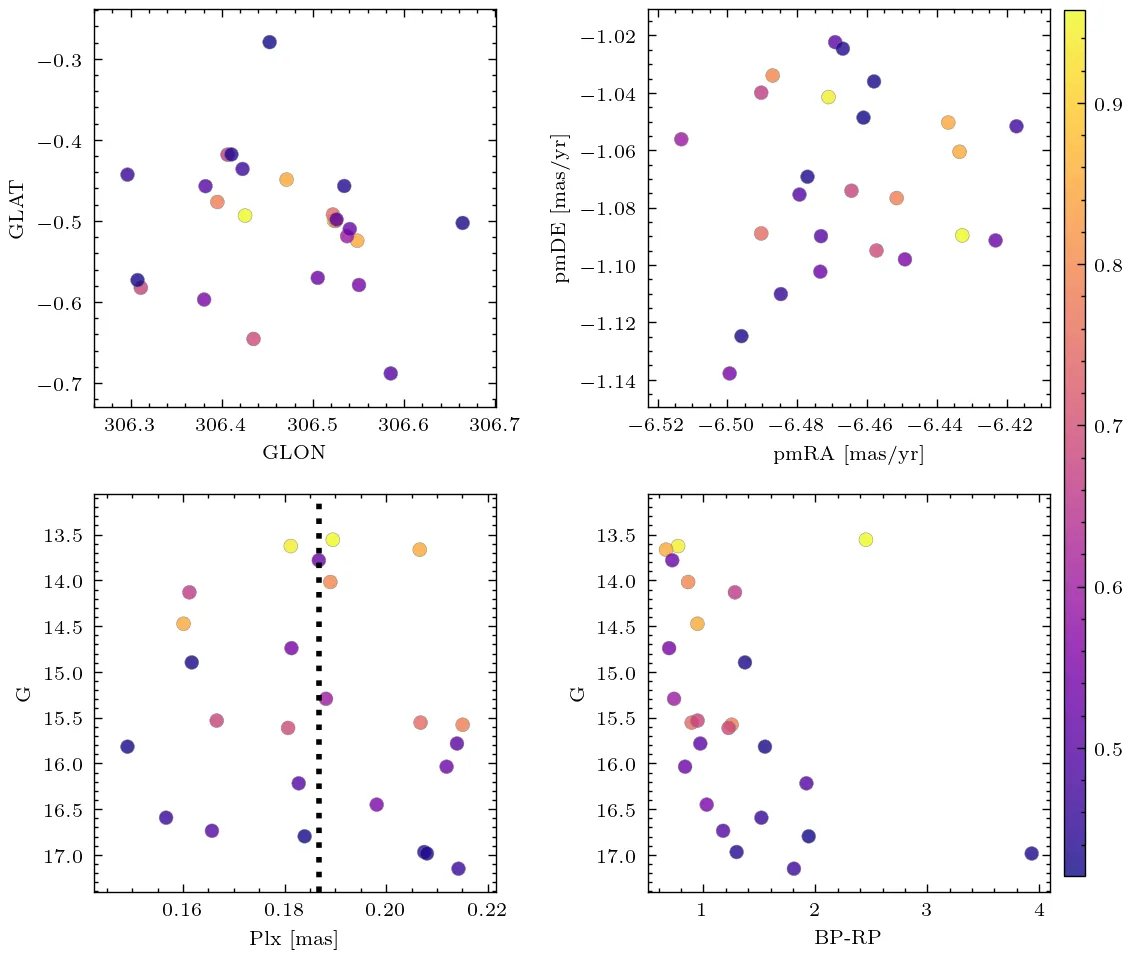 −0.3
−0.4
−0.5
−0.6
−0.7
GLAT
306.3 306.4 306.5 306.6 306.7
GLON
−1.02
−1.04
−1.06
−1.08
−1.10
−1.12
−1.14
pmDE [mas/yr]
−6.52 −6.50 −6.48 −6.46 −6.44 −6.42
pmRA [mas/yr]
0.9
0.8
0.7
0.6
0.5
13.5
14.0
14.5
15.0
15.5
16.0
16.5
17.0
G
0.16 0.18 0.20 0.22
Plx [mas]
13.5
14.0
14.5
15.0
15.5
16.0
16.5
17.0
G
1 2 3 4
BP-RP